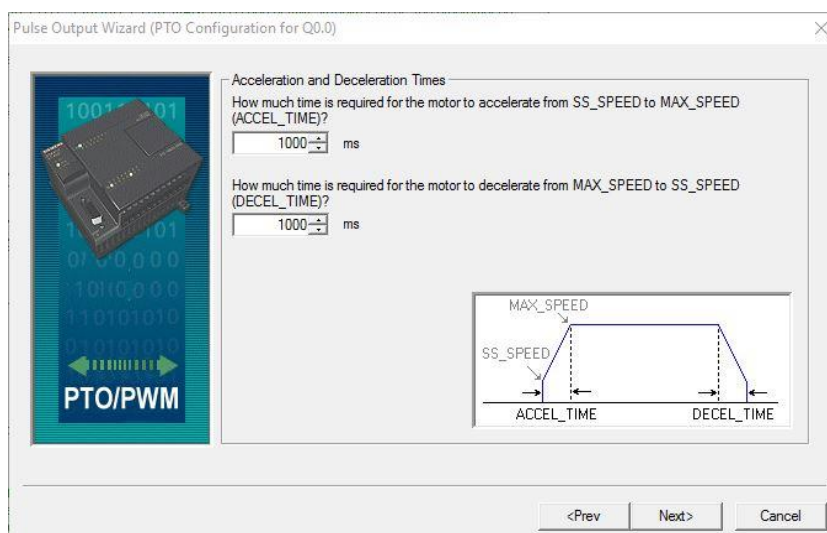 Pulse Output Wizard (PTO Configuration for Q0.0)
Acceleration and Deceleration Times
How much time is required for the motor to accelerate from SS_SPEED to MAX_SPEED
(ACCEL_TIME)?
1000 ms
How much time is required for the motor to decelerate from MAX_SPEED to SS_SPEED
(DECEL_TIME)?
1000 ms
MAX_SPEED
SS_SPEED
ACCEL_TIME DECEL_TIME
110101010
PTO/PWM
<Prev Next> Cancel